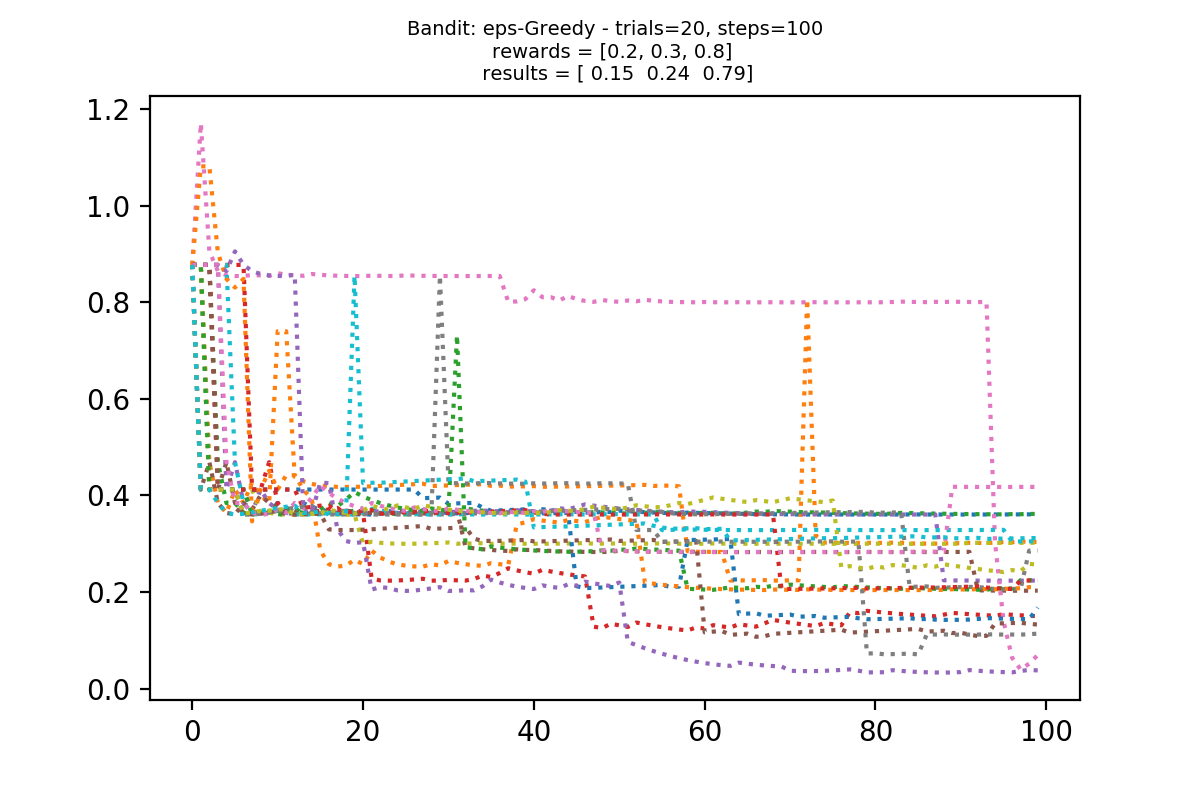 Bandit: eps-Greedy - trials=20, steps=100
rewards = [0.2, 0.3, 0.8]
results = [ 0.15  0.24  0.79]
1.2
1.0
0.8
0.6
0.4
0.2
0.0
0 20 40 60 80 100